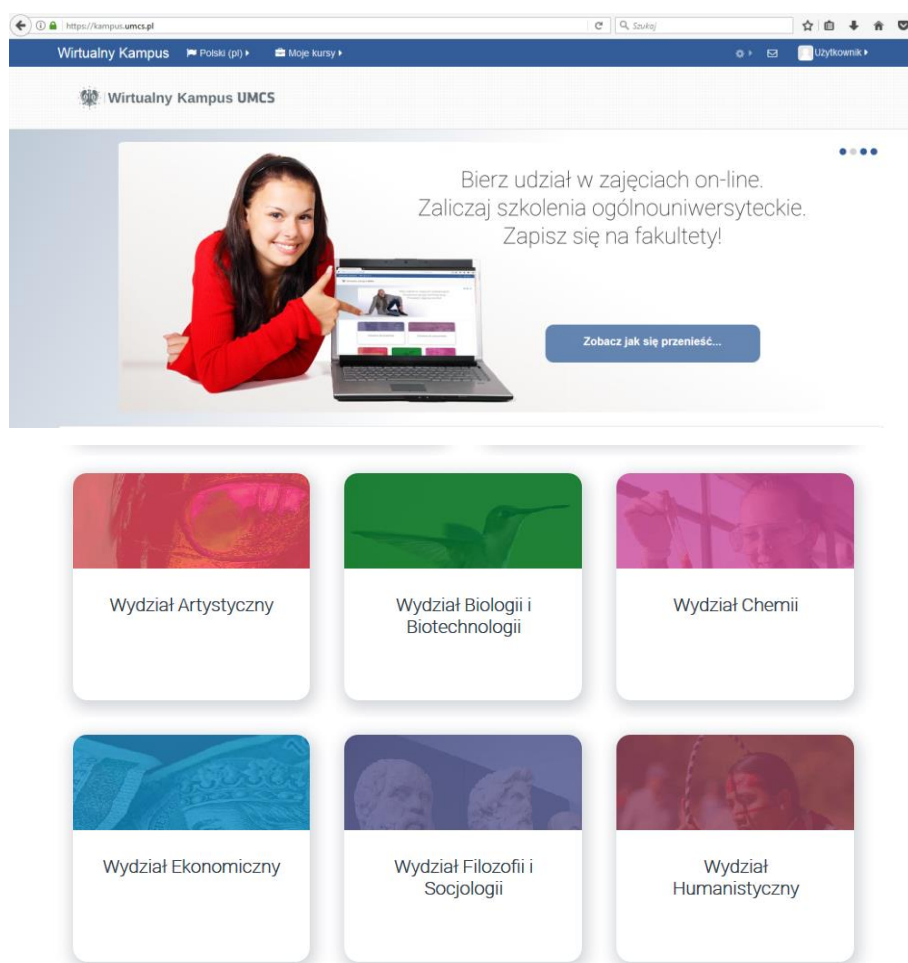 https://kampus.umcs.pl
Szukaj
Wirtualny Kampus Polski (pl) Moje kursy Użytkownik
Wirtualny Kampus UMCS
Bierz udział w zajęciach on-line.
Zaliczaj szkolenia ogólnouniwersyteckie.
Zapisz się na fakultety!
Zobacz jak się przenieść...
Wydział Artystyczny
Wydział Biologii i
Biotechnologii
Wydział Chemii
Wydział Ekonomiczny
Wydział Filozofii i
Socjologii
Wydział
Humanistyczny